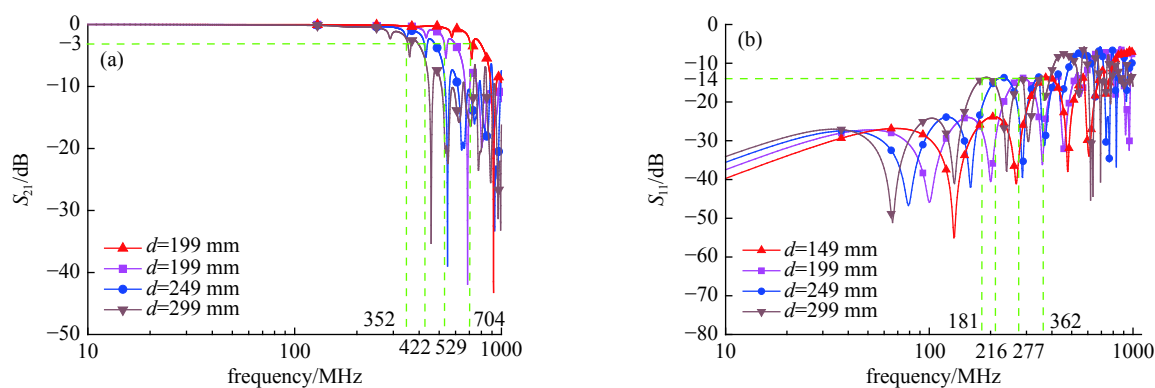 0
−3
−10
−20
−30
−40
−50
S21/dB
(a)
d=199 mm
d=199 mm
d=249 mm
d=299 mm
352
704
422
529
10
100
1000
frequency/MHz
0
−10
−14
−20
−30
−40
−50
−60
−70
−80
S11/dB
(b)
d=149 mm
d=199 mm
d=249 mm
d=299 mm
181
362
216
277
10
100
1000
frequency/MHz